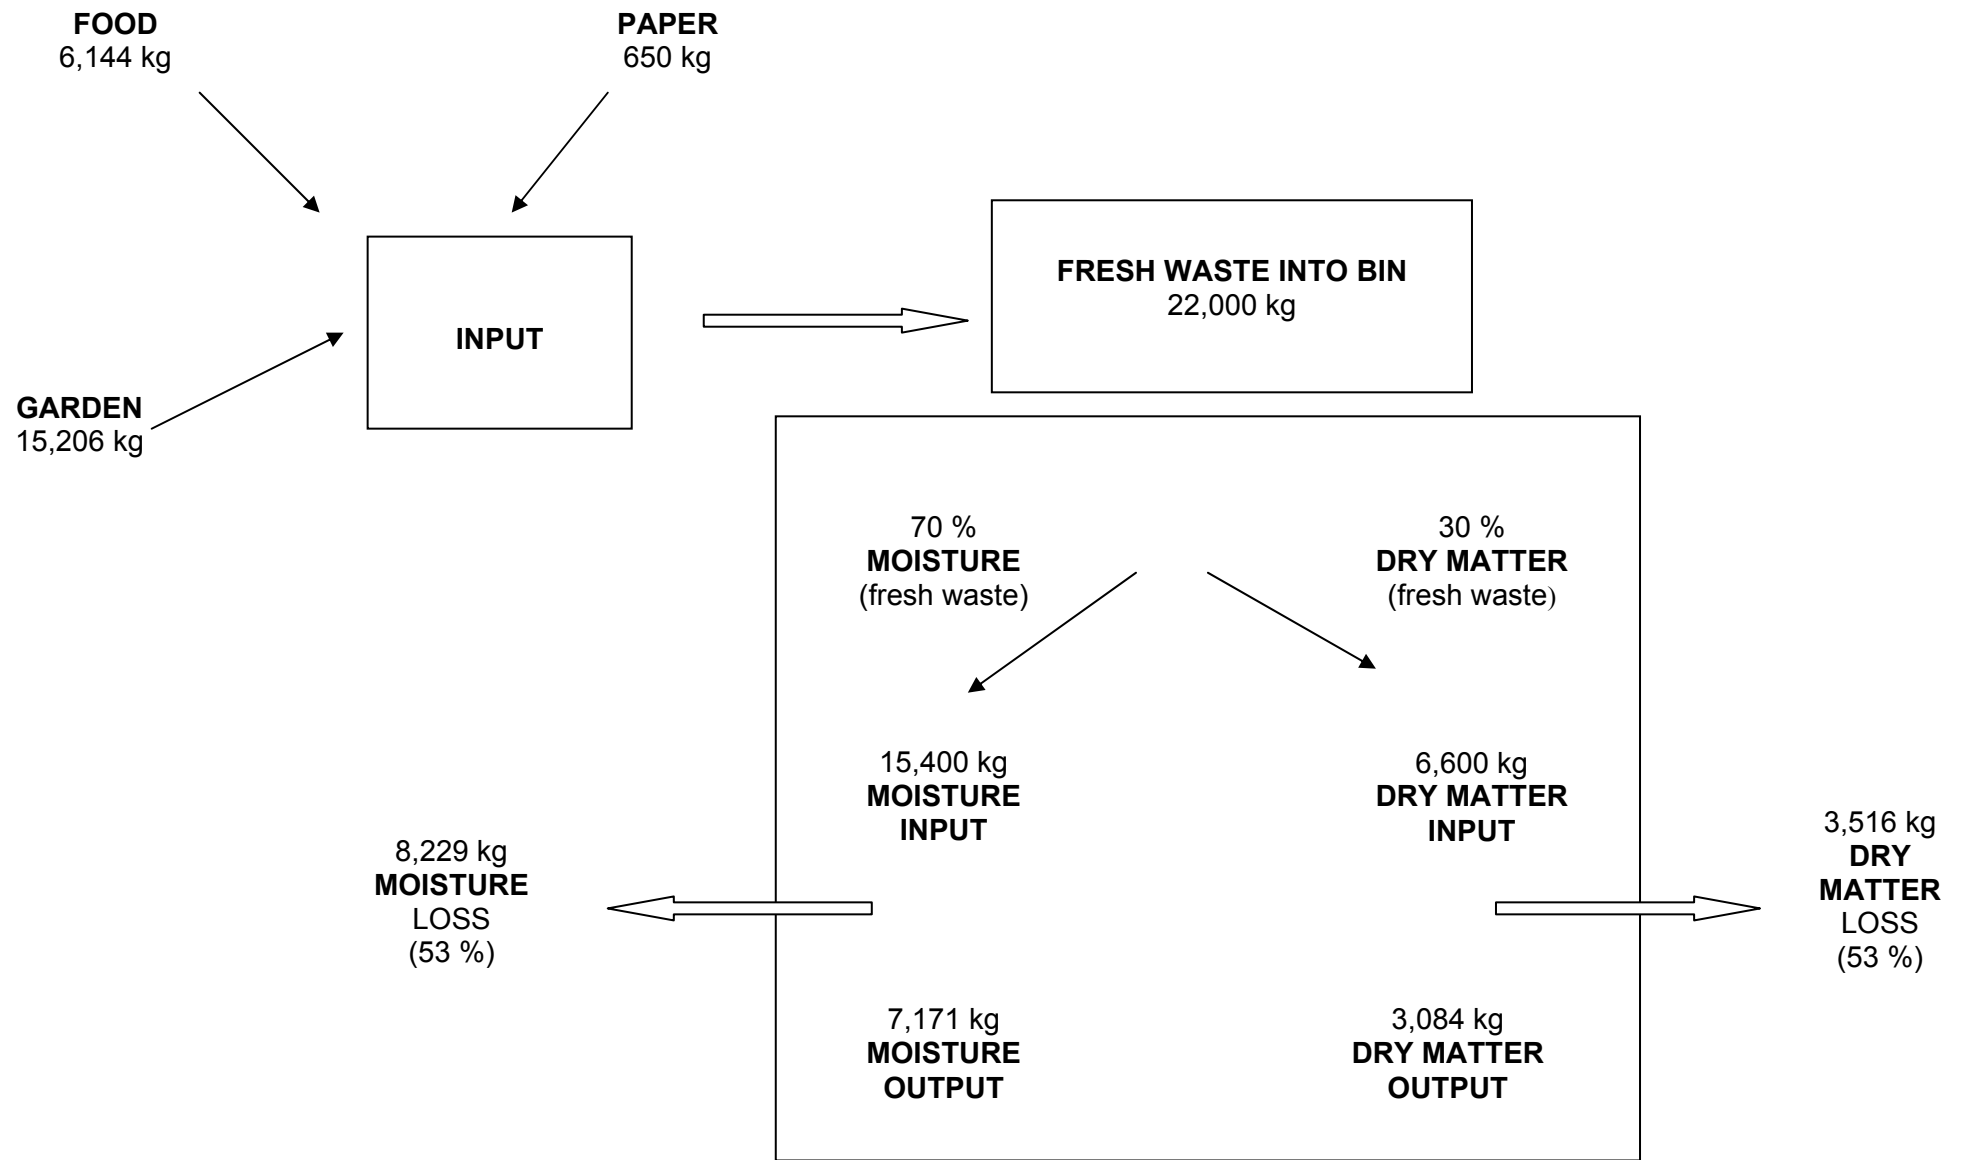 FOOD
6,144 kg
PAPER
650 kg
FRESH WASTE INTO BIN
22,000 kg
INPUT
GARDEN
15,206 kg
70 %
MOISTURE
(fresh waste)
30 %
DRY MATTER
(fresh waste)
15,400 kg
MOISTURE
INPUT
6,600 kg
DRY MATTER
INPUT
8,229 kg
MOISTURE
LOSS
(53 %)
3,516 kg
DRY
MATTER
LOSS
(53 %)
7,171 kg
MOISTURE
OUTPUT
3,084 kg
DRY MATTER
OUTPUT